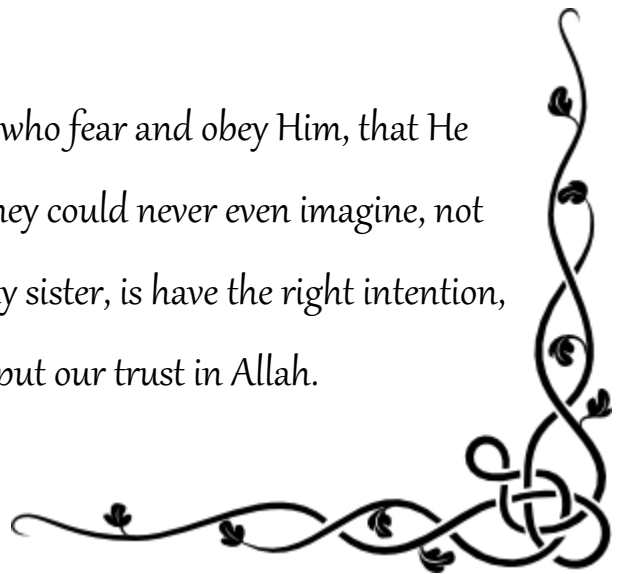 who fear and obey Him, that He
hey could never even imagine, not
y sister, is have the right intention,
put our trust in Allah.